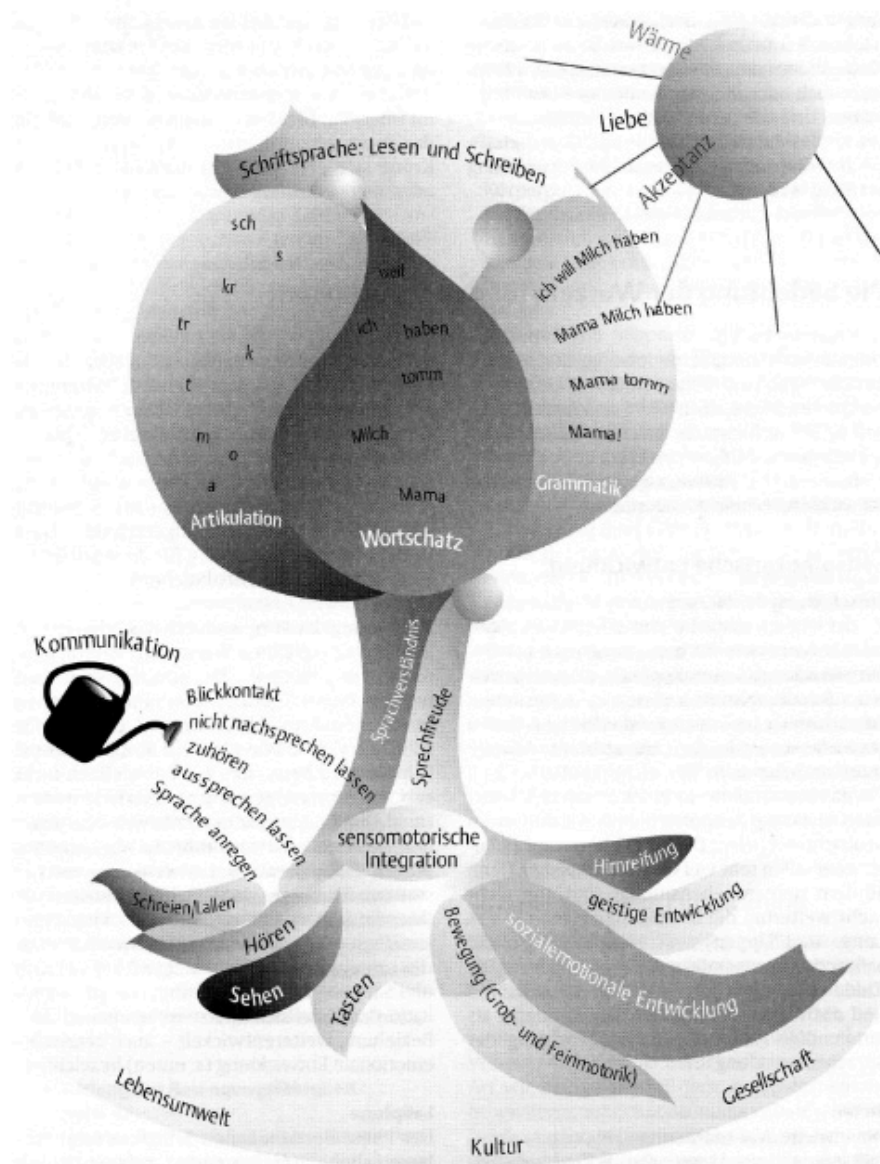 Wärme
Liebe
Akzeptanz
Schriftsprache: Lesen und Schreiben
sch
s
kr
tr
k
t
m
o
a
Artikulation
weil
ich
haben
tomm
Milch
Mama
Wortschatz
ich will Milch haben
Mama Milch haben
Mama tomm
Mama!
Grammatik
Kommunikation
Blickkontakt
nicht nachsprechen lassen
zuhören
aussprechen lassen
Sprache anregen
Sprachverständnis
Sprechfreude
sensomotorische
Integration
Schreien/Lallen
Hören
Sehen
Tasten
Hirnreifung
geistige Entwicklung
sozialemotionale Entwicklung
Bewegung (Grob- und Feinmotorik)
Lebensumwelt
Kultur
Gesellschaft